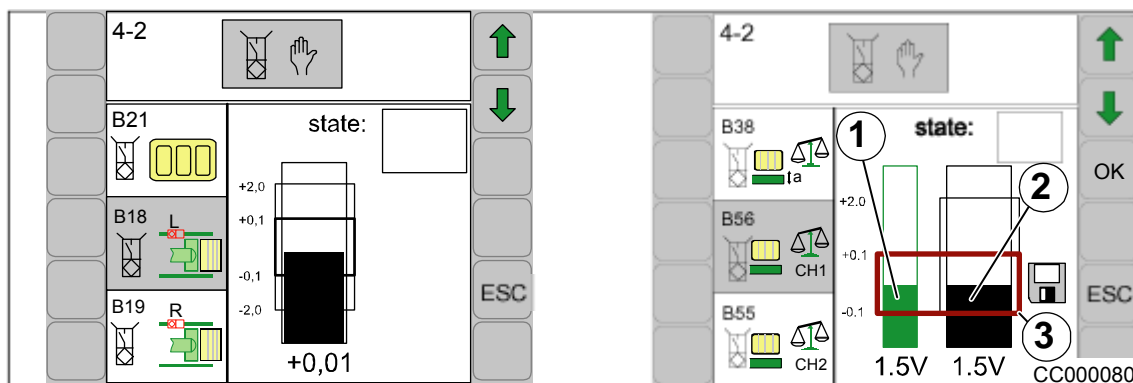 4-2
B21
state:
+2,0
+0,1
-0,1
-2,0
B18 L
B19 R
+0,01
ESC
4-2
B38
a
state:
1
2
OK
B56
CH1
+2.0
+0.1
-0.1
B55
CH2
3
1.5V 1.5V
ESC
CC000080